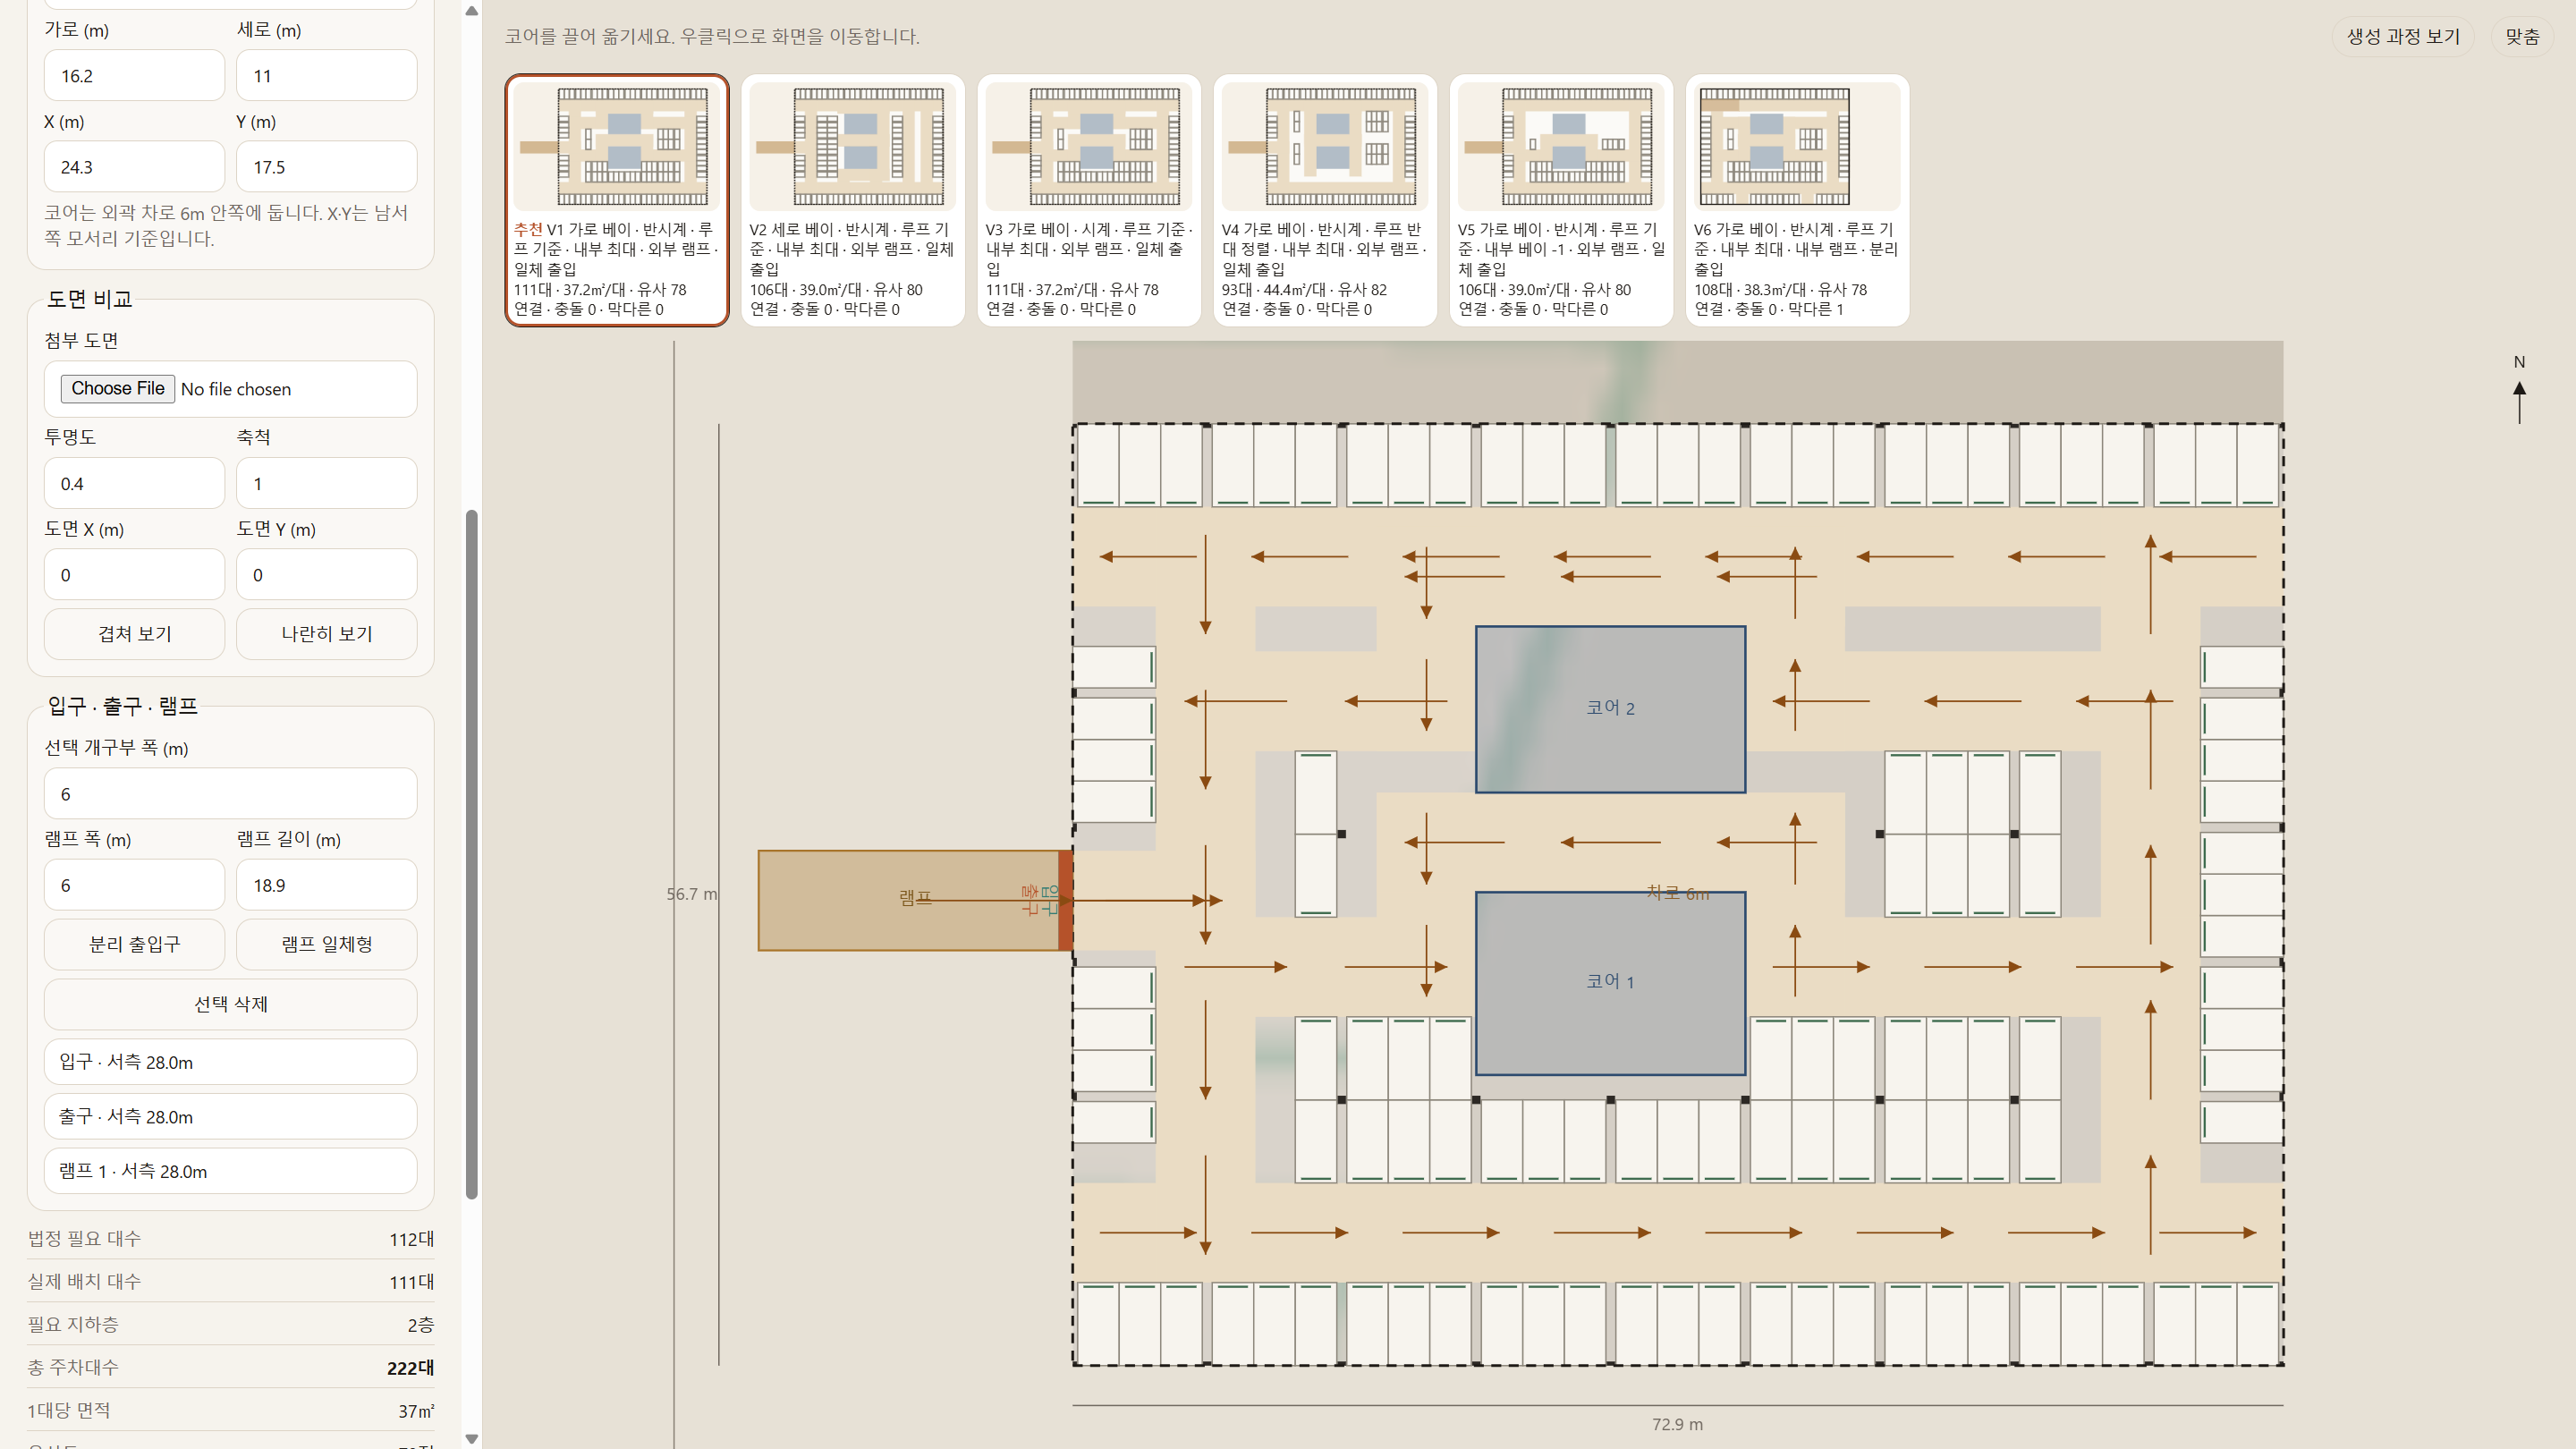 가로 (m) 세로 (m)
16.2 11
X (m) Y (m)
24.3 17.5
코어는 외곽 차로 6m 안쪽에 둡니다. X·Y는 남서
쪽 모서리 기준입니다.
도면 비교
첨부 도면
Choose File No file chosen
투명도 축척
0.4 1
도면 X (m) 도면 Y (m)
0 0
겹쳐 보기 나란히 보기
입구 · 출구 · 램프
선택 개구부 폭 (m)
6
램프 폭 (m) 램프 길이 (m)
6 18.9
분리 출입구 램프 일체형
선택 삭제
입구 · 서측 28.0m
출구 · 서측 28.0m
램프 1 · 서측 28.0m
법정 필요 대수 112대
실제 배치 대수 111대
필요 지하층 2층
총 주차대수 222대
1대당 면적 37㎡
코어를 끌어 옮기세요. 우클릭으로 화면을 이동합니다.
생성 과정 보기 맞춤
추천 V1 가로 베이 · 반시계 · 루
프 기준 · 내부 최대 · 외부 램프 ·
일체 출입
111대 · 37.2㎡/대 · 유사 78
연결 · 충돌 0 · 막다른 0
V2 세로 베이 · 반시계 · 루프 기
준 · 내부 최대 · 외부 램프 · 일체
출입
106대 · 39.0㎡/대 · 유사 80
연결 · 충돌 0 · 막다른 0
V3 가로 베이 · 시계 · 루프 기준 ·
내부 최대 · 외부 램프 · 일체 출
입
111대 · 37.2㎡/대 · 유사 78
연결 · 충돌 0 · 막다른 0
V4 가로 베이 · 반시계 · 루프 반
대 정렬 · 내부 최대 · 외부 램프 ·
일체 출입
93대 · 44.4㎡/대 · 유사 82
연결 · 충돌 0 · 막다른 0
V5 가로 베이 · 반시계 · 루프 기
준 · 내부 베이 -1 · 외부 램프 · 일
체 출입
106대 · 39.0㎡/대 · 유사 80
연결 · 충돌 0 · 막다른 0
V6 가로 베이 · 반시계 · 루프 기
준 · 내부 최대 · 내부 램프 · 분리
출입
108대 · 38.3㎡/대 · 유사 78
연결 · 충돌 0 · 막다른 1
N
코어 2
56.7 m
램프
출구
입구
차로 6m
코어 1
72.9 m